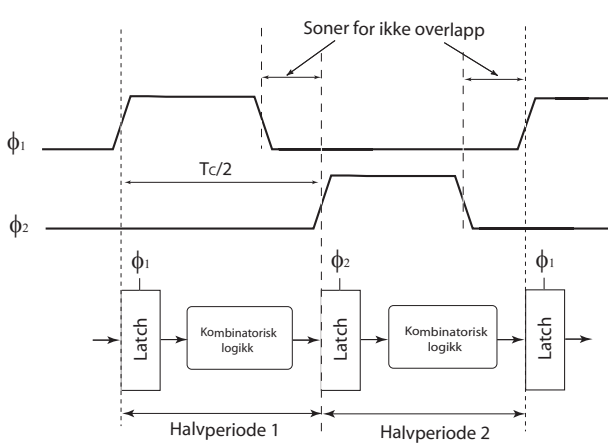 Soner for ikke overlapp
ϕ1
Tc/2
ϕ2
ϕ1
ϕ2
ϕ1
Latch
Kombinatorisk
logikk
Latch
Kombinatorisk
logikk
Latch
Halvperiode 1
Halvperiode 2